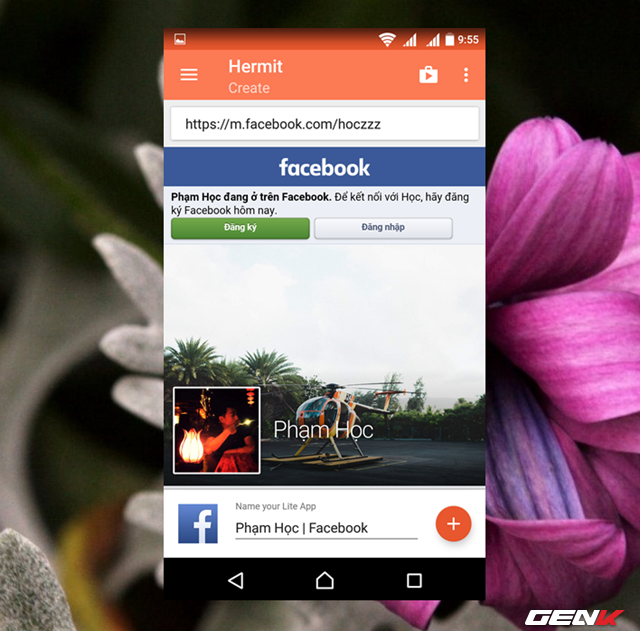 9:55
Hermit
Create
https://m.facebook.com/hoczzz
facebook
Phạm Học đang ở trên Facebook. Để kết nối với Học, hãy đăng
ký Facebook hôm nay.
Đăng ký Đăng nhập
Phạm Học
Name your Lite App
Phạm Học | Facebook
GENK